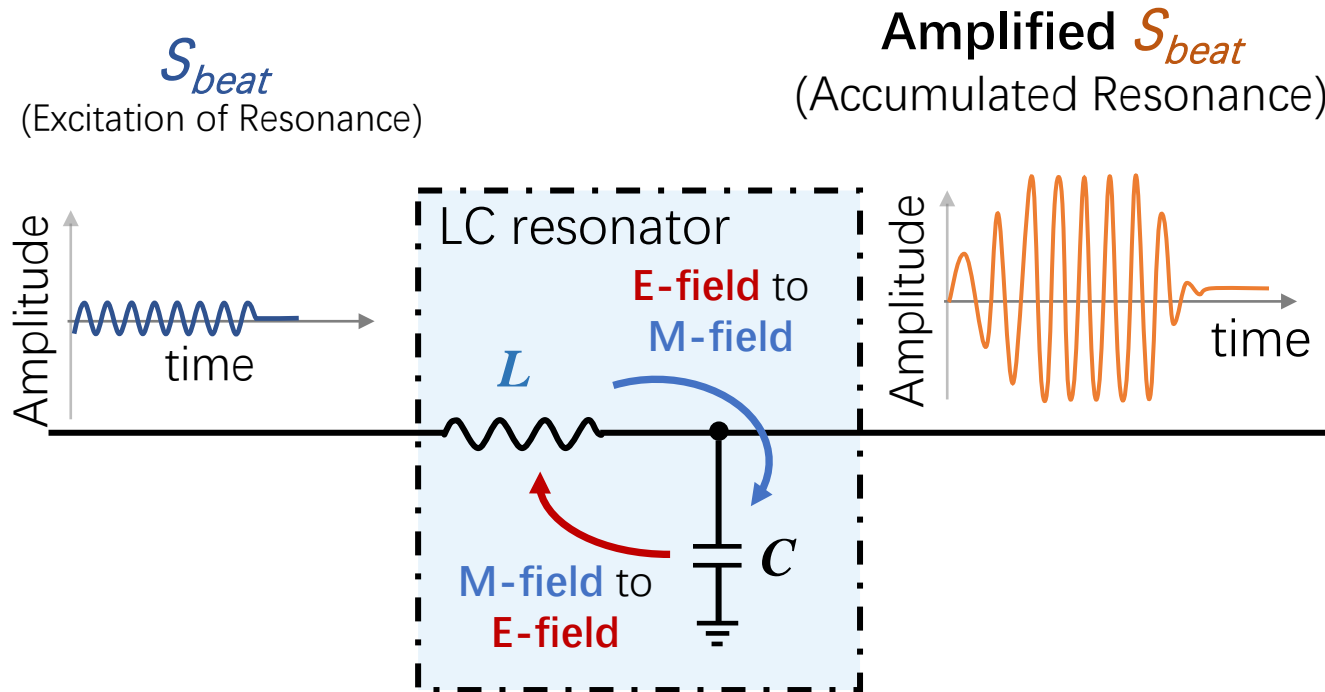 S_beat
(Excitation of Resonance)
Amplified S_beat
(Accumulated Resonance)
Amplitude
time
LC resonator
E-field to
M-field
L
M-field to
E-field
C
Amplitude
time